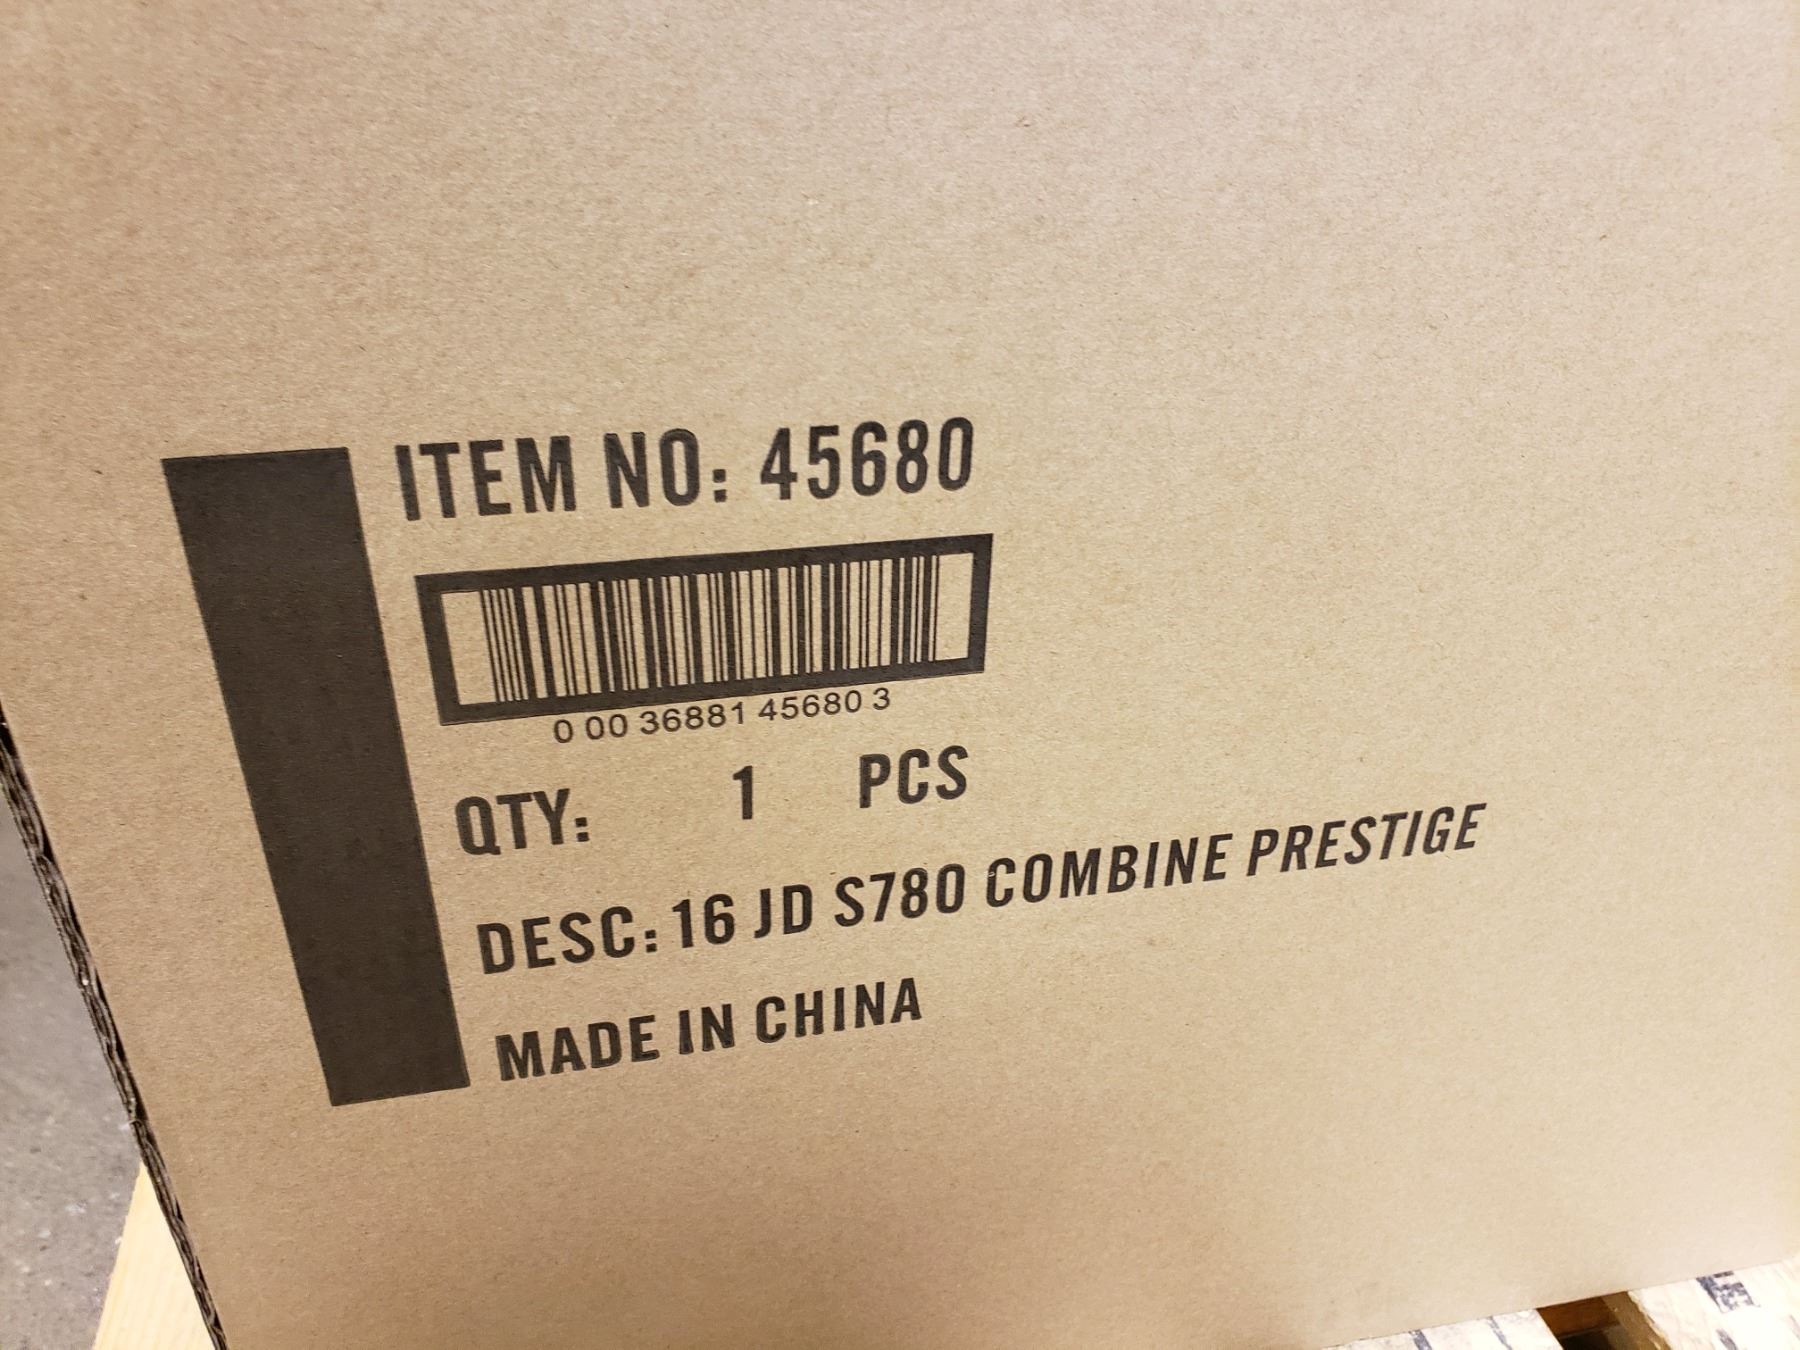 ITEM NO: 45680
0 00 36881 45680 3
QTY: 1 PCS
DESC: 16 JD S780 COMBINE PRESTIGE
MADE IN CHINA